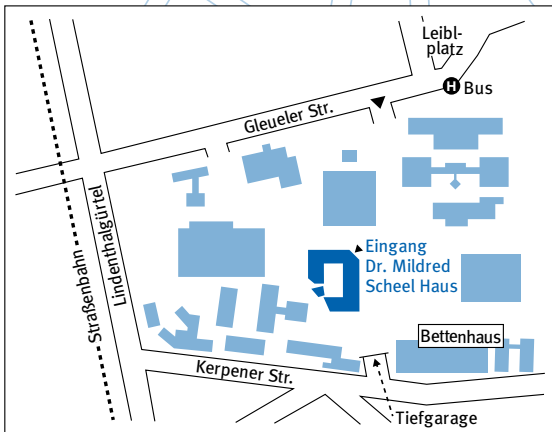 Leibl-
platz
H Bus
Gleueler Str.
Lindenthalgürtel
Straßenbahn
Eingang
Dr. Mildred
Scheel Haus
Bettenhaus
Kerpener Str.
Tiefgarage